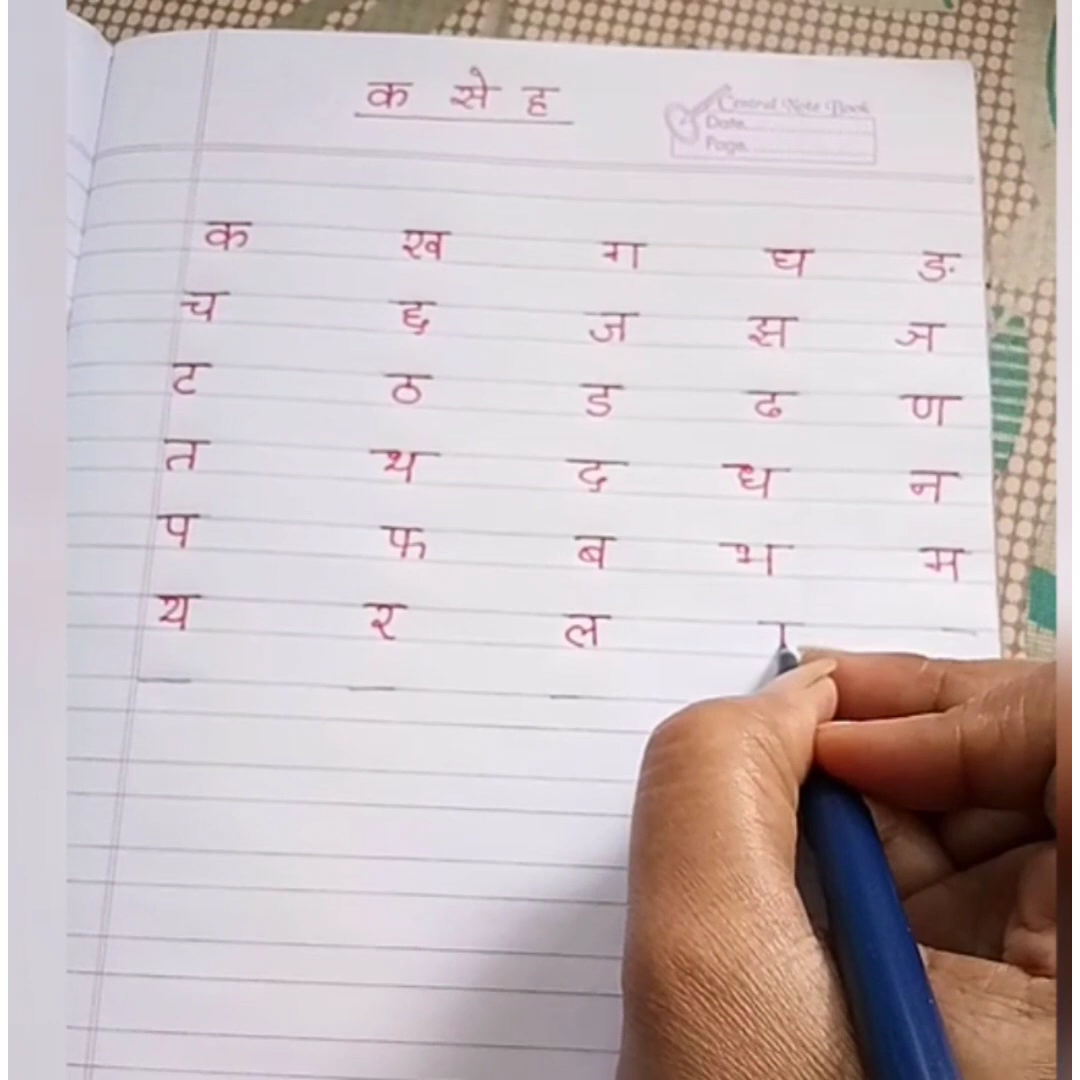 क से ह
Central Note Book
Date
Page
क ख ग घ ङ
च छ ज झ ञ
ट ठ ड ढ ण
त थ द ध न
प फ ब भ म
य र ल